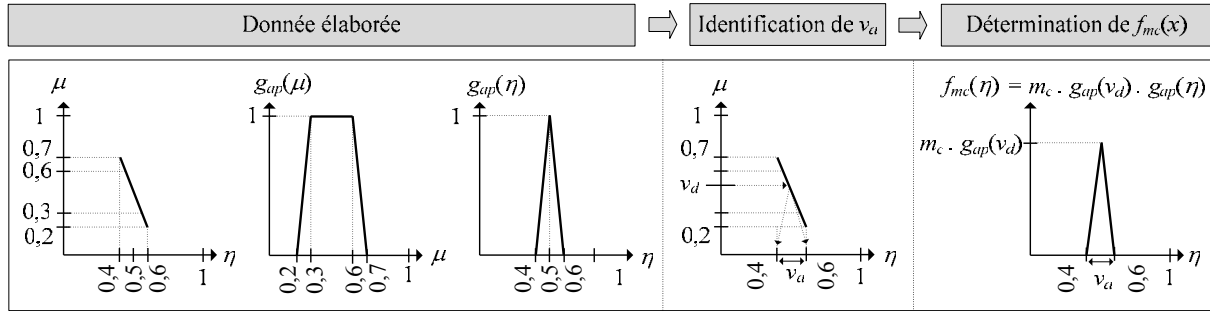 Donnée élaborée
Identification de v_a
Détermination de f_mc(x)
μ
1
0,7
0,6
0,3
0,2
0,4
0,5
0,6
1
η
g_ap(μ)
1
0,2
0,3
0,6
0,7
1
μ
g_ap(η)
1
0,4
0,5
0,6
1
η
μ
1
0,7
v_d
0,2
0,4
v_a
0,6
1
η
f_mc(η) = m_c . g_ap(v_d) . g_ap(η)
m_c . g_ap(v_d)
0,4
v_a
0,6
1
η